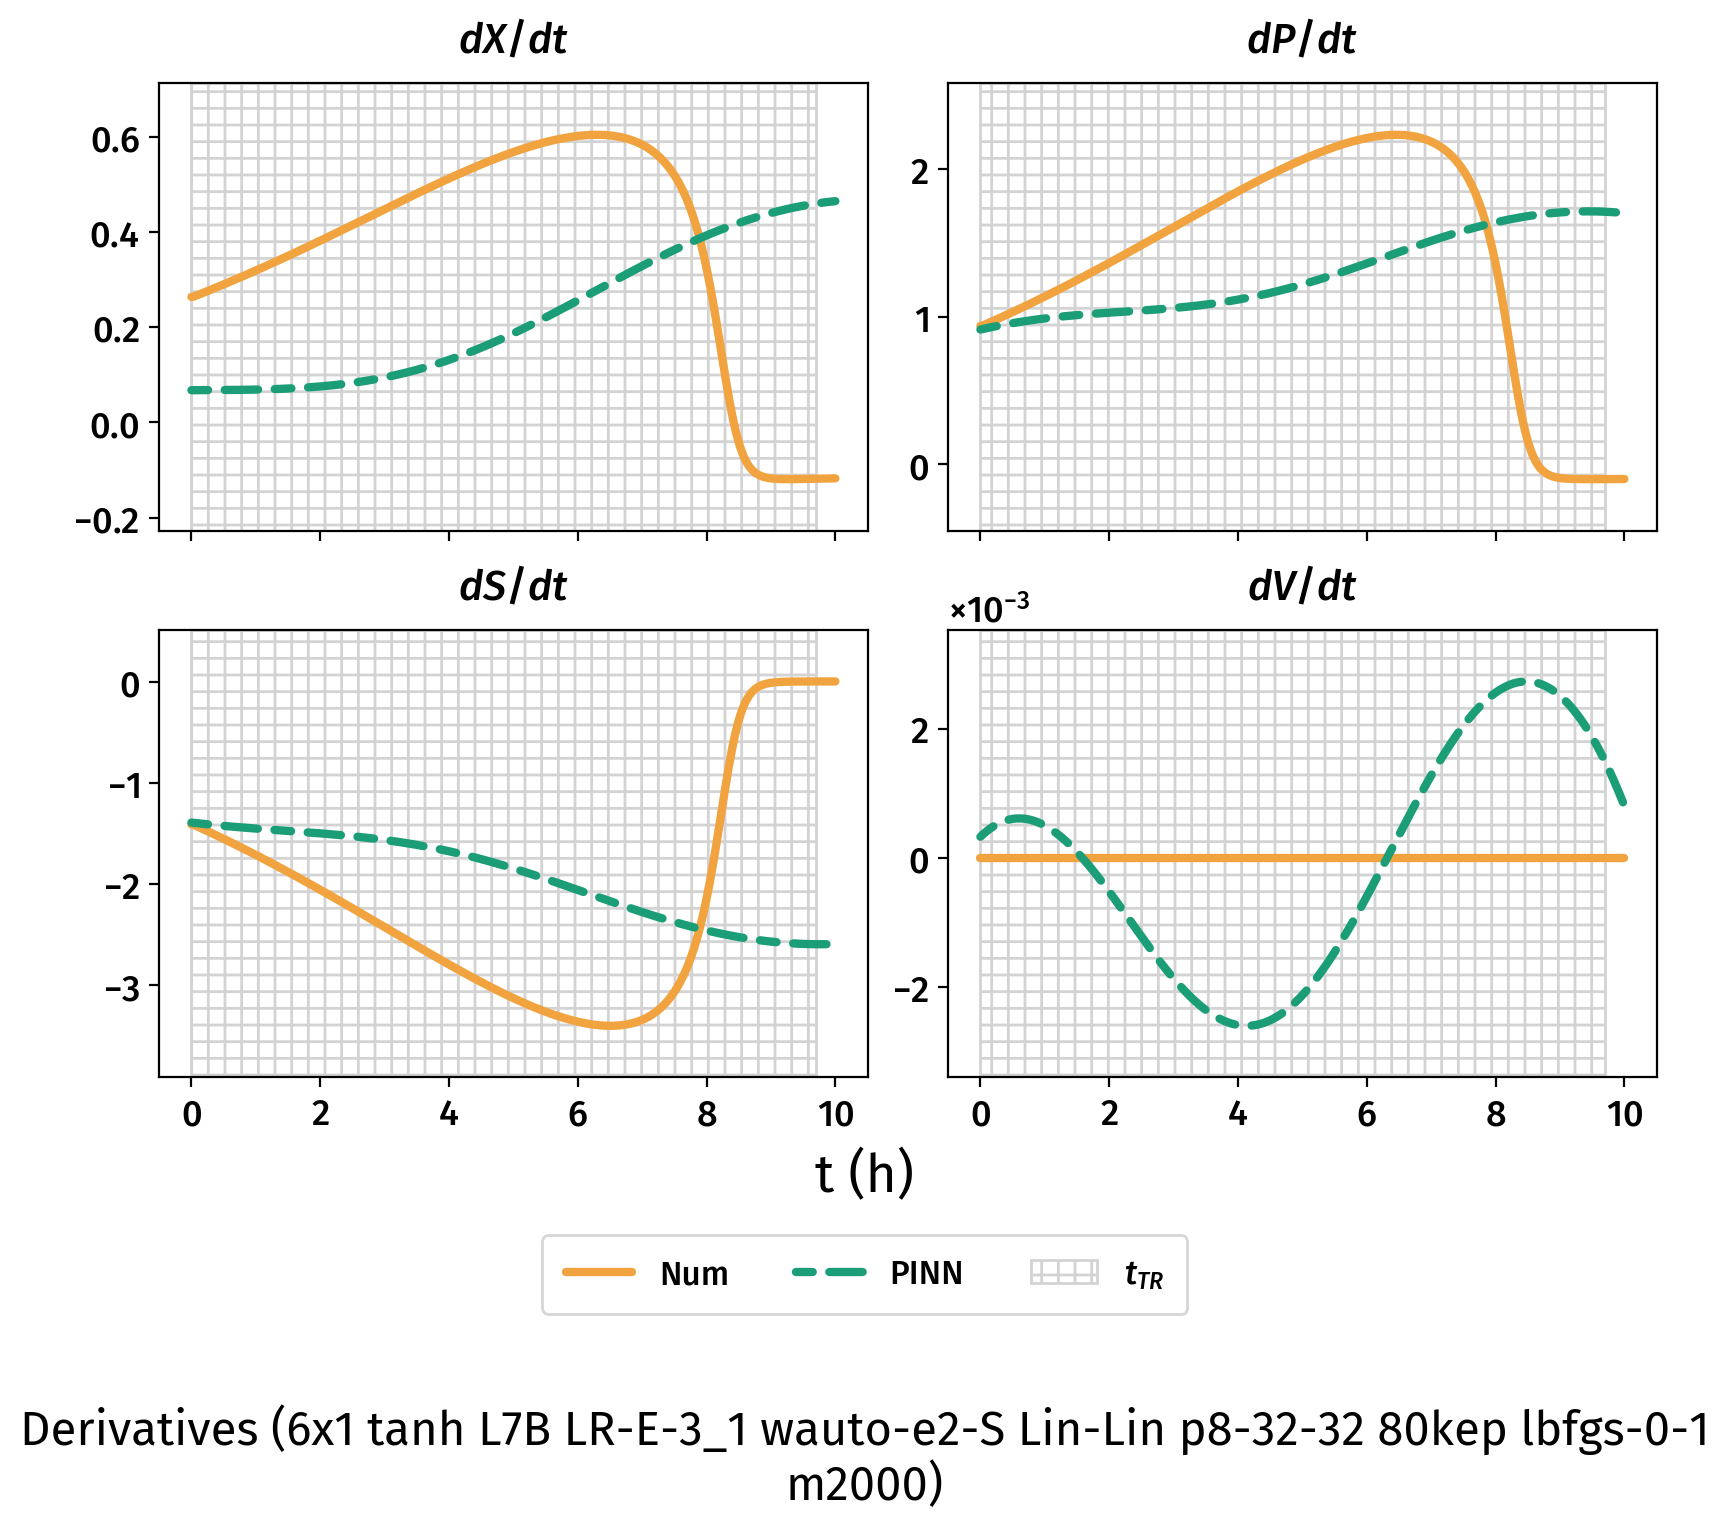 dX/dt
dP/dt
0.6
0.4
0.2
0.0
−0.2
2
1
0
dS/dt
dV/dt
×10⁻³
0
−1
−2
−3
2
0
−2
0 2 4 6 8 10
0 2 4 6 8 10
t (h)
Num PINN t_TR
Derivatives (6x1 tanh L7B LR-E-3_1 wauto-e2-S Lin-Lin p8-32-32 80kep lbfgs-0-1
m2000)